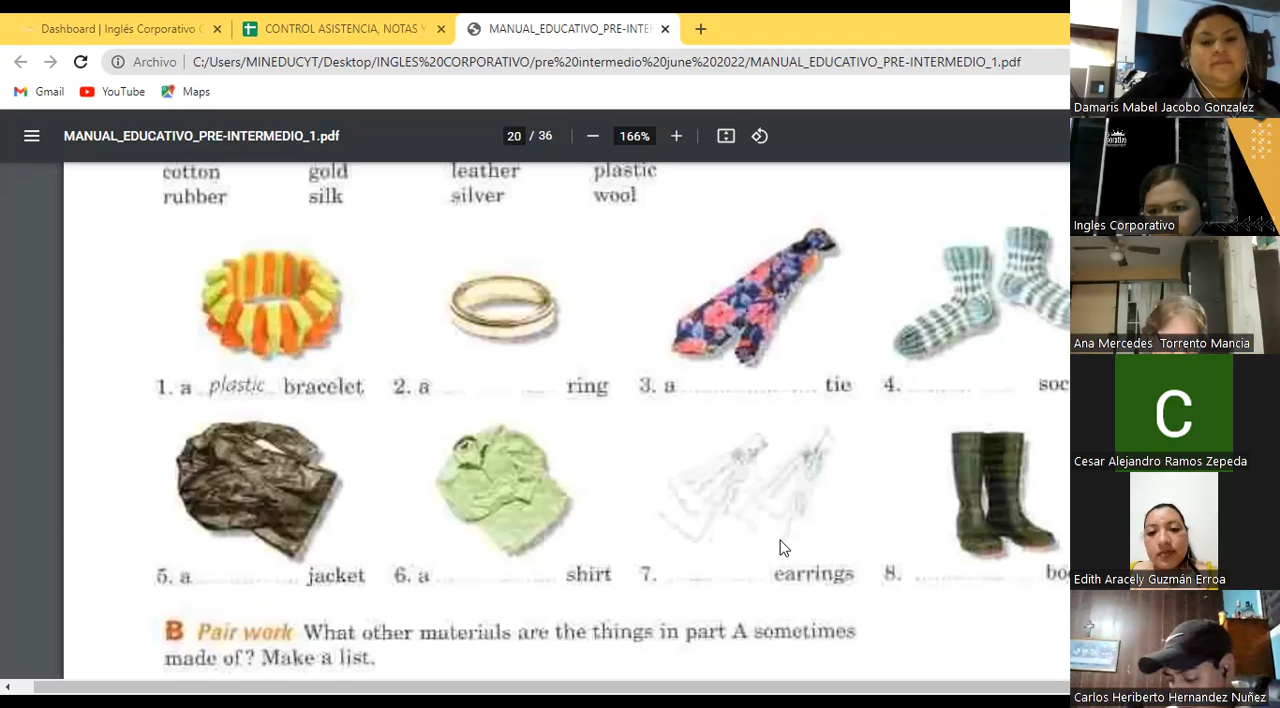 Dashboard | Inglés Corporativo
CONTROL ASISTENCIA, NOTAS Y
MANUAL_EDUCATIVO_PRE-INTER
Archivo | C:/Users/MINEDUCYT/Desktop/INGLES%20CORPORATIVO/pre%20intermedio%20june%202022/MANUAL_EDUCATIVO_PRE-INTERMEDIO_1.pdf
Gmail YouTube Maps
MANUAL_EDUCATIVO_PRE-INTERMEDIO_1.pdf 20 / 36 166%
cotton gold leather plastic
rubber silk silver wool
1. a plastic bracelet 2. a ring 3. a tie 4. soc
5. a jacket 6. a shirt 7. earrings 8. bo
B Pair work What other materials are the things in part A sometimes
made of? Make a list.
Damaris Mabel Jacobo Gonzalez
Ingles Corporativo
Ana Mercedes Torrento Mancia
C
Cesar Alejandro Ramos Zepeda
Edith Aracely Guzmán Erroa
Carlos Heriberto Hernandez Nuñez